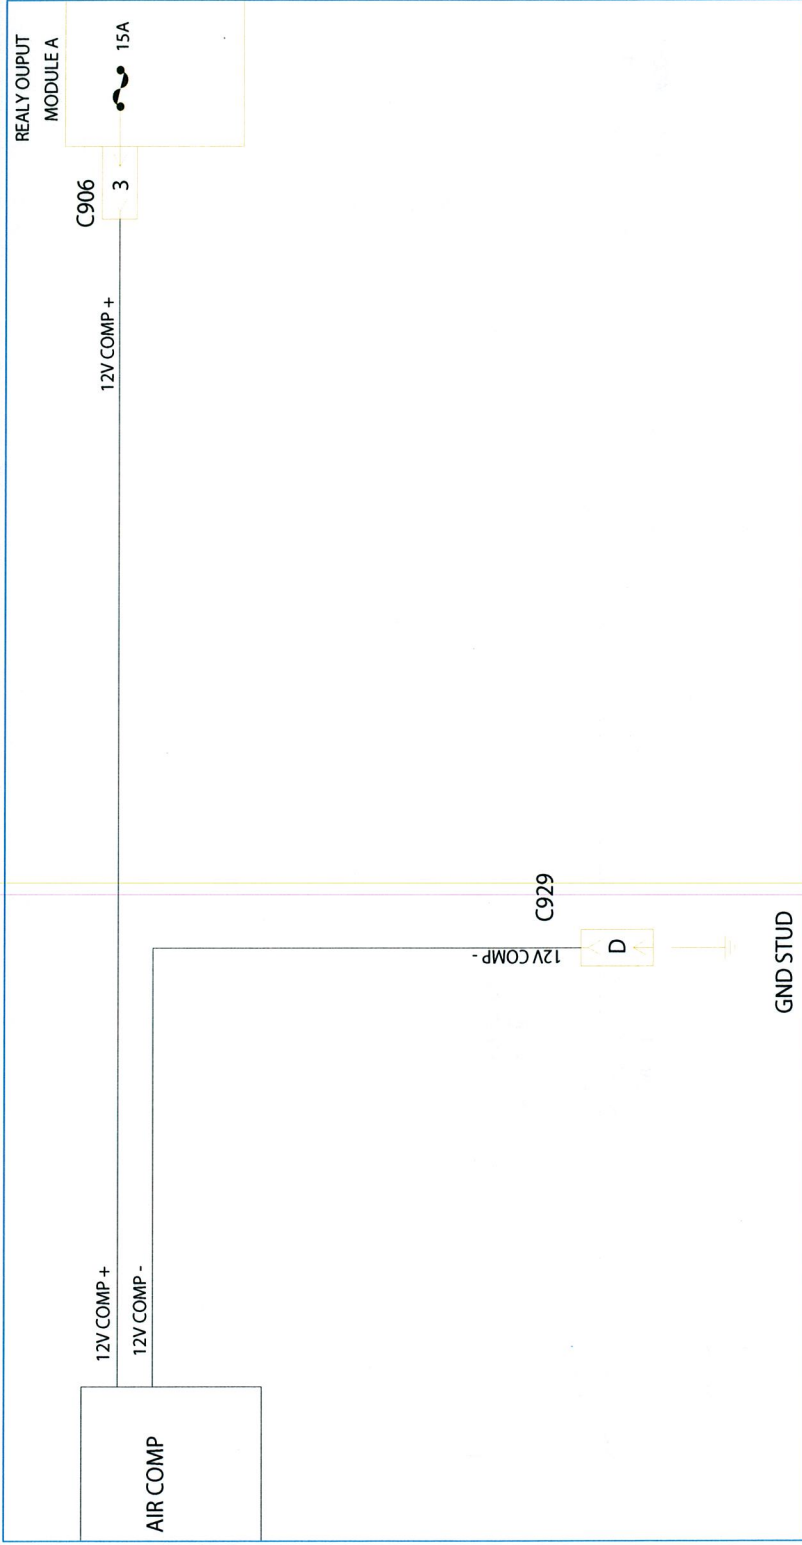 REALY OUPUT
MODULE A
15A
C906
3
12V COMP +
12V COMP +
12V COMP -
AIR COMP
C929
12V COMP -
D
GND STUD